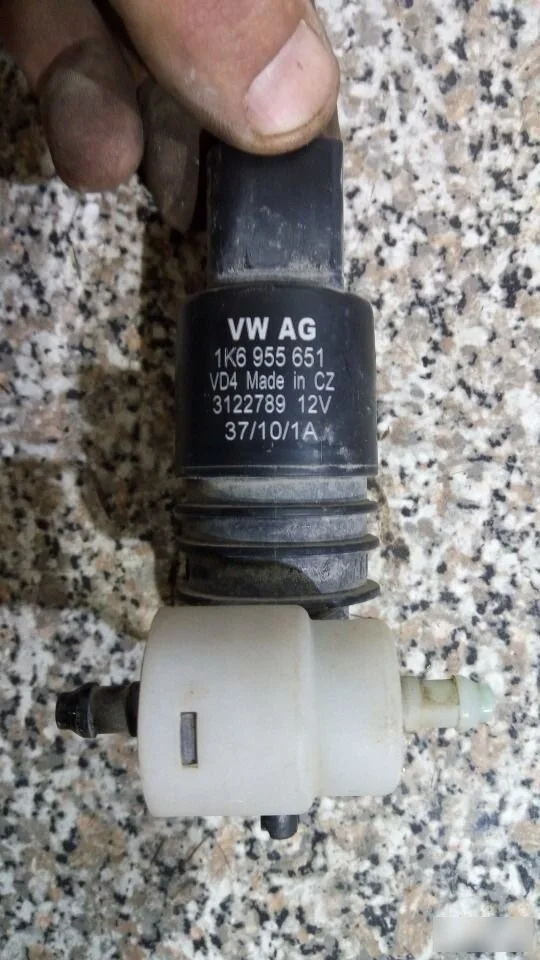 VW AG
1K6 955 651
VD4 Made in CZ
3122789 12V
37/10/1A